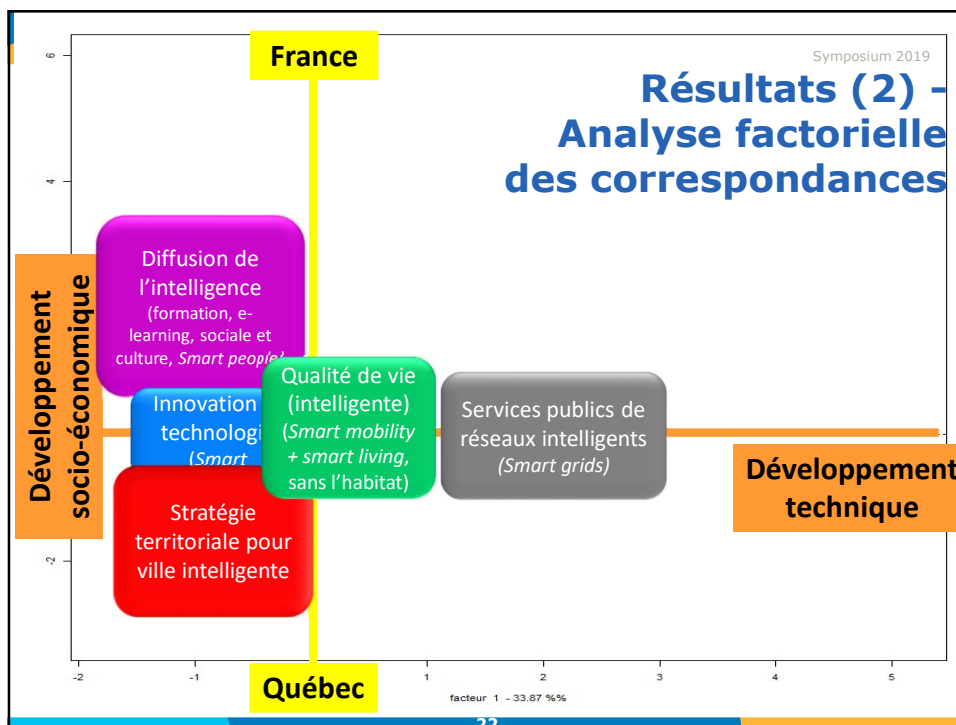 Symposium 2019
Résultats (2) -
Analyse factorielle
des correspondances
France
6
4
-2
Développement
socio-économique
Diffusion de
l’intelligence
(formation, e-
learning, sociale et
culture, Smart people)
Innovation
technologi
(Smart
Qualité de vie
(intelligente)
(Smart mobility
+ smart living,
sans l’habitat)
Services publics de
réseaux intelligents
(Smart grids)
Stratégie
territoriale pour
ville intelligente
Développement
technique
-2
-1
1
2
3
4
5
Québec
facteur 1 - 33.87 %%
22